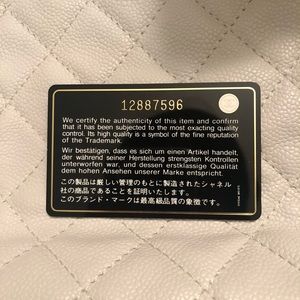 12887596
We certify the authenticity of this item and confirm
that it has been subjected to the most exacting quality
control. Its high quality is a symbol of the fine reputation
of the Trademark.
Wir bestätigen, dass es sich um einen Artikel handelt,
der während seiner Herstellung strengsten Kontrollen
unterworfen war, und dessen erstklassige Qualität
dem hohen Ansehen unserer Marke entspricht.
この製品は厳しい管理のもとに製造されたシャネル
社の商品であることを証明いたします。
このブランド・マークは最高級品質の象徴です。